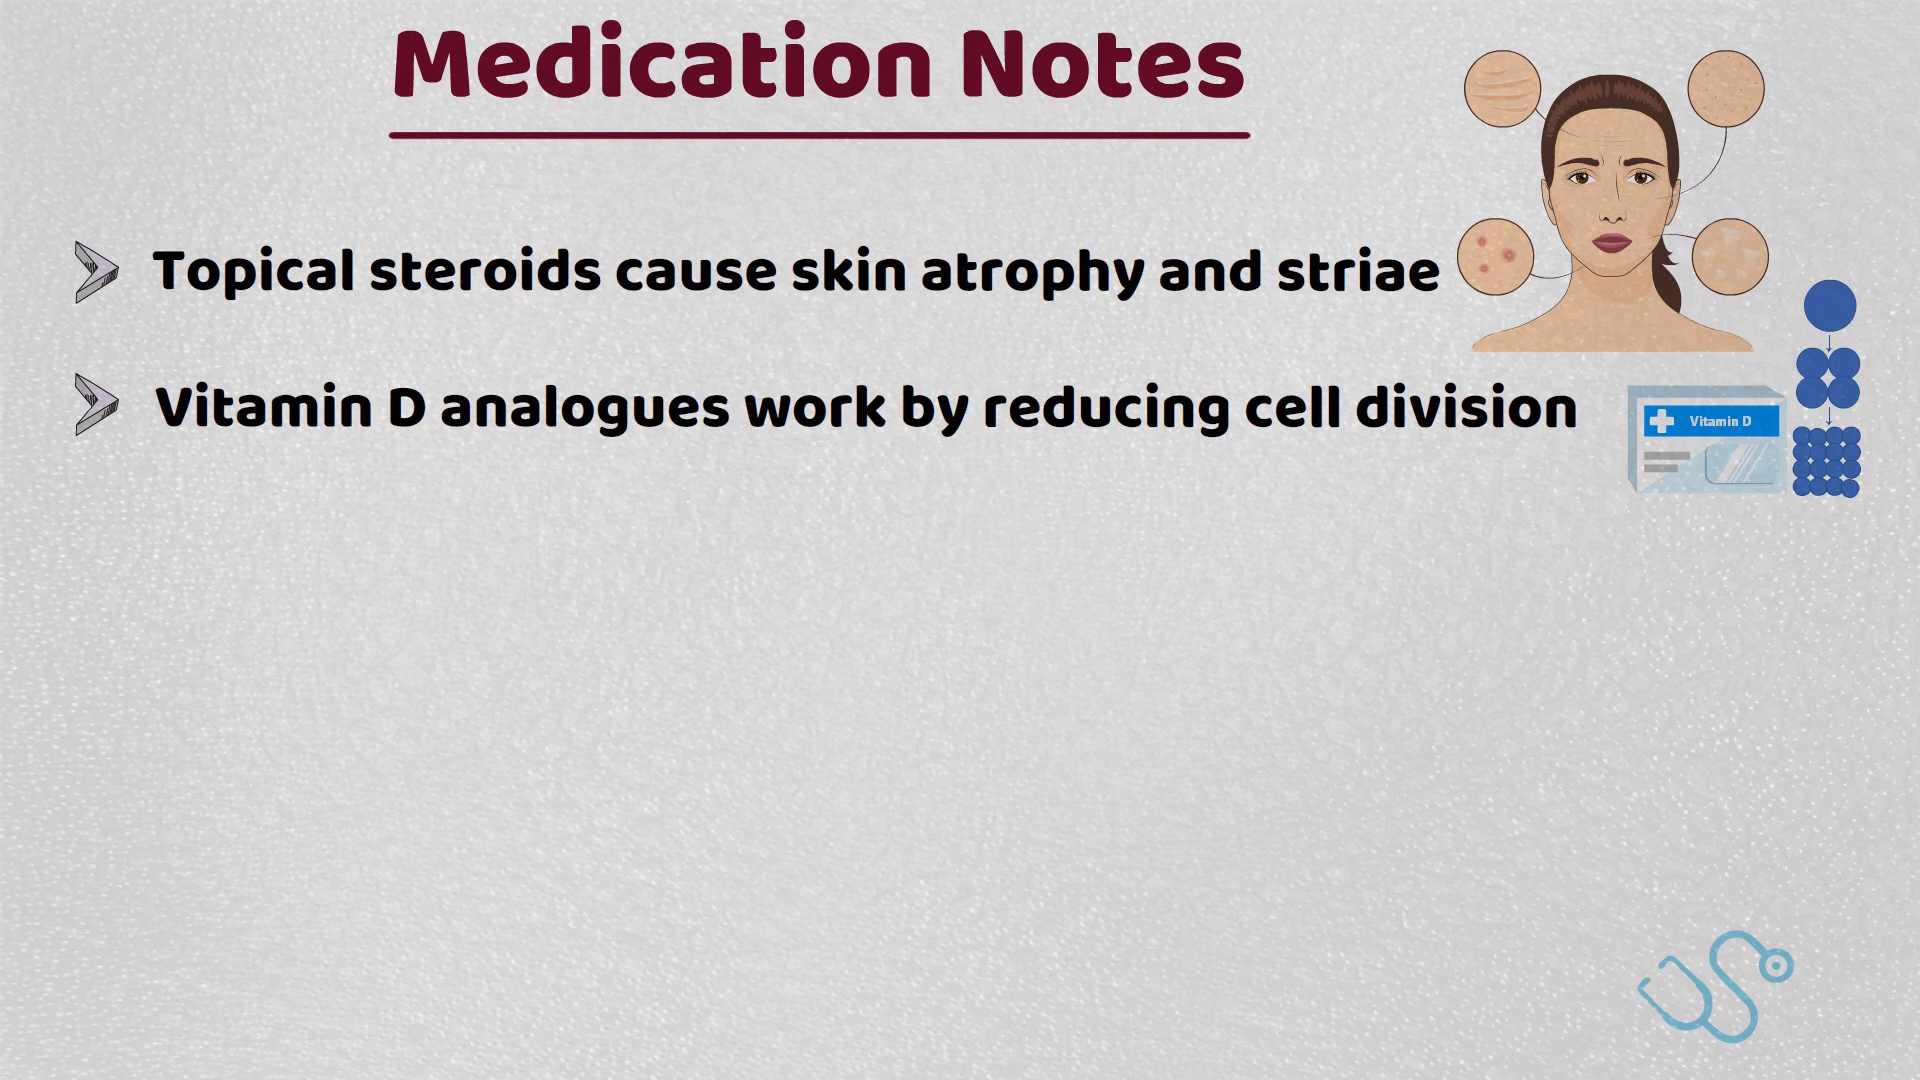 Medication Notes
Topical steroids cause skin atrophy and striae
Vitamin D analogues work by reducing cell division
Vitamin D